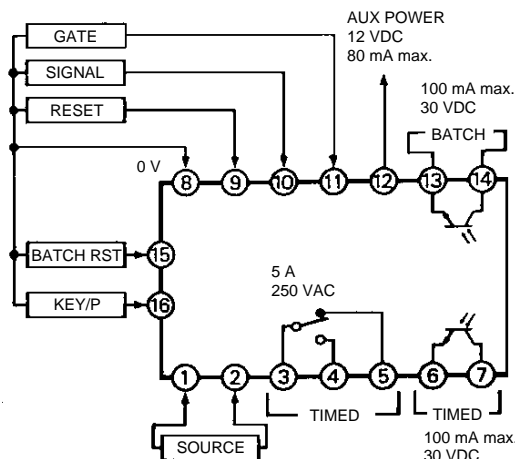 GATE
SIGNAL
RESET
AUX POWER
12 VDC
80 mA max.
100 mA max.
30 VDC
BATCH
0 V
8 9 10 11 12 13 14
BATCH RST
15
KEY/P
16
5 A
250 VAC
1 2 3 4 5 6 7
TIMED
TIMED
SOURCE
100 mA max.
30 VDC